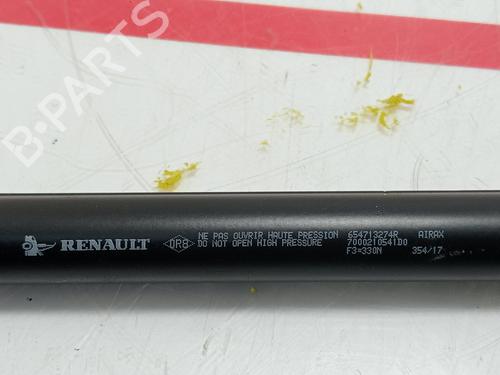 B-PARTS
RENAULT
DR8
NE PAS OUVRIR HAUTE PRESSION
DO NOT OPEN HIGH PRESSURE
654713274R AIRAX
7000210541D0
F3=330N 354/17